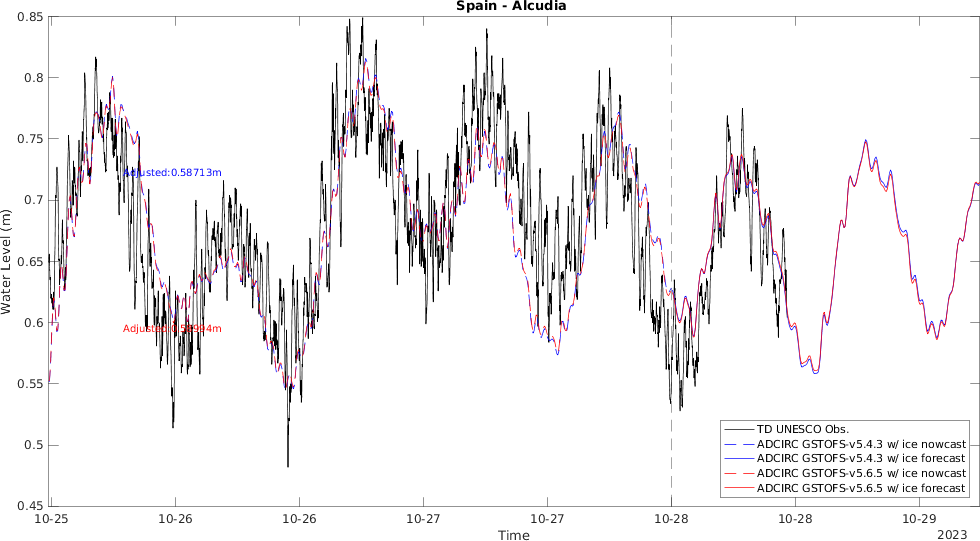 Spain - Alcudia
0.85
0.8
0.75
0.7
0.65
0.6
0.55
0.5
0.45
Water Level (m)
Adjusted:0.58713m
TD UNESCO Obs.
ADCIRC GSTOFS-v5.4.3 w/ ice nowcast
ADCIRC GSTOFS-v5.4.3 w/ ice forecast
ADCIRC GSTOFS-v5.6.5 w/ ice nowcast
ADCIRC GSTOFS-v5.6.5 w/ ice forecast
10-25 10-26 10-26 10-27 10-27 10-28 10-28 10-29
Time
2023